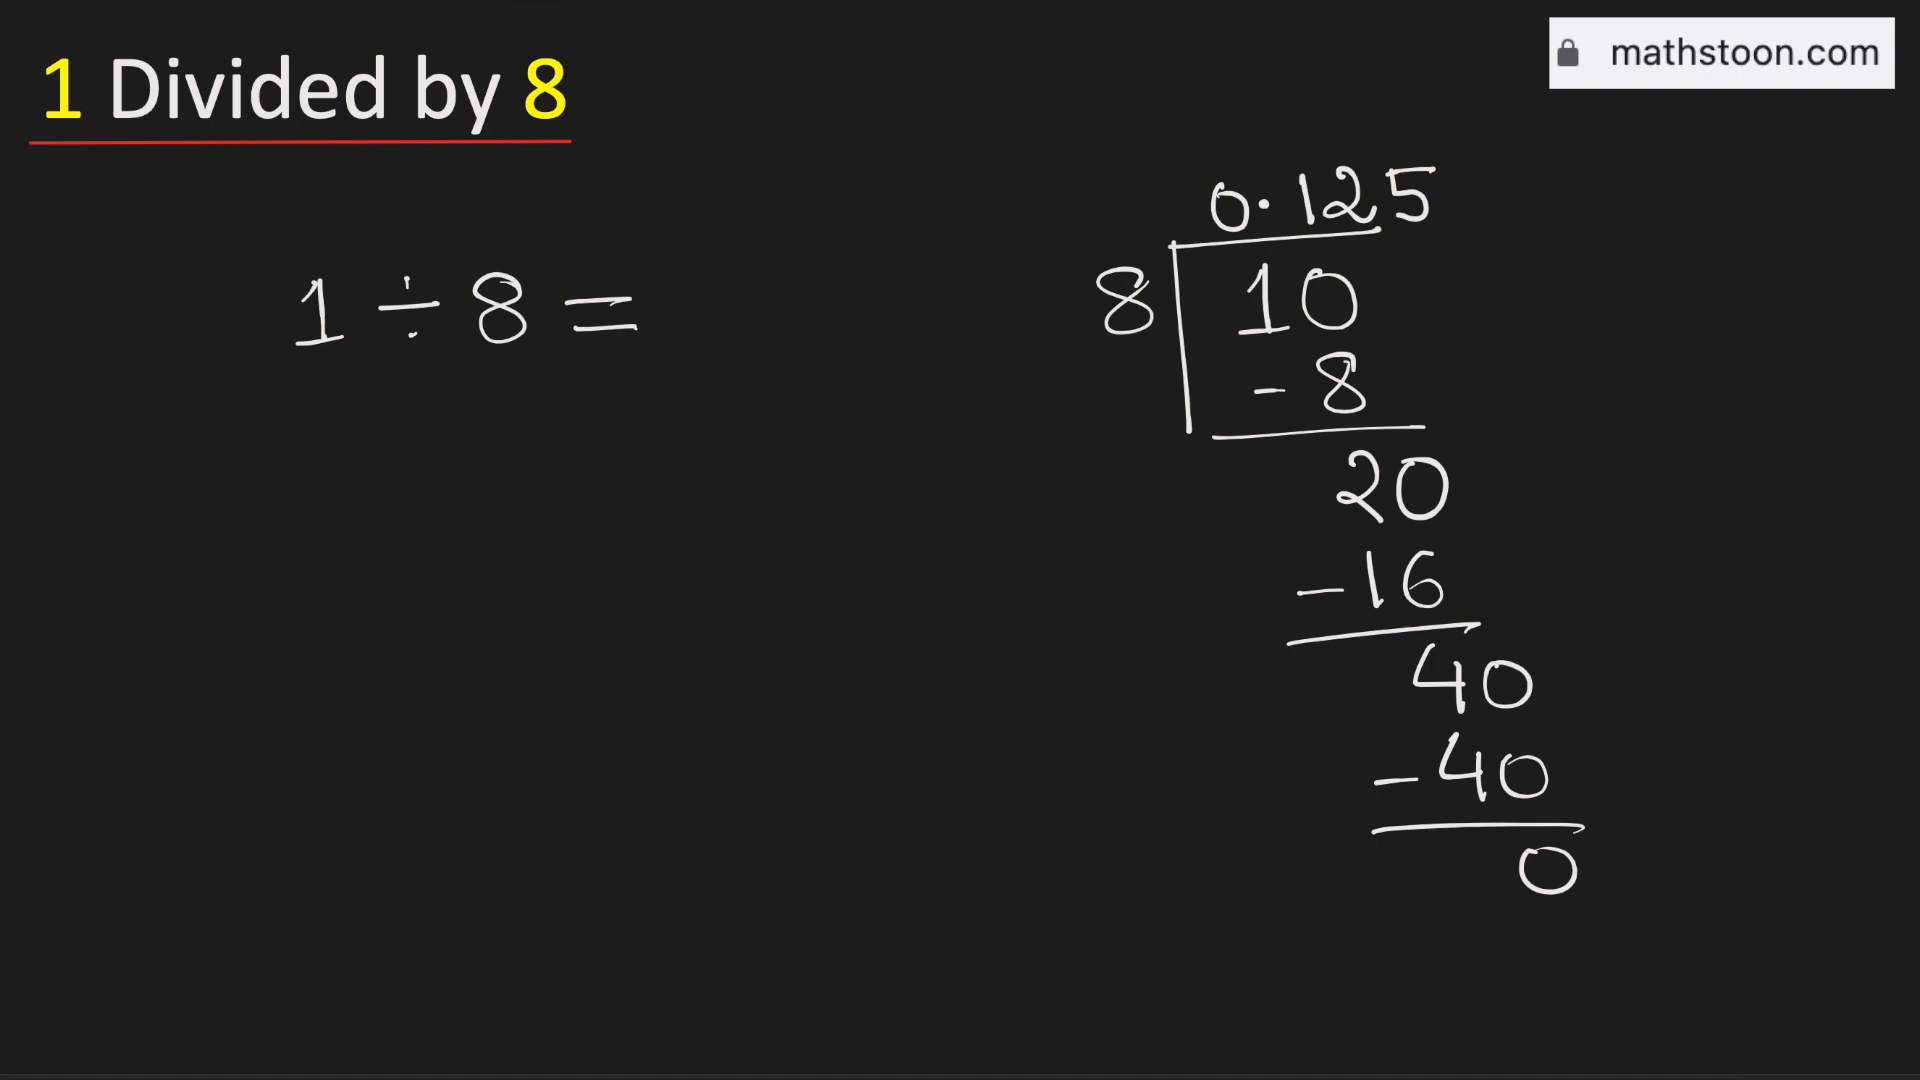 1 Divided by 8
mathstoon.com
1 ÷ 8 =
0.125
8 10
- 8
20
- 16
40
- 40
0